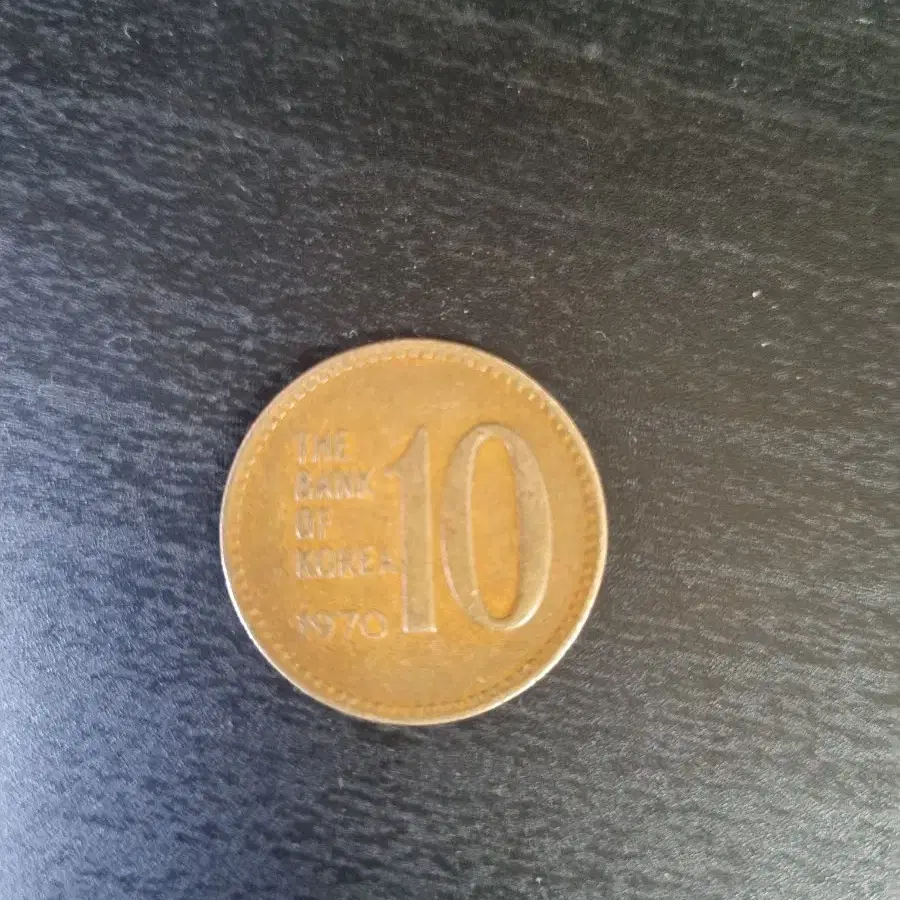 THE
BANK
OF
KOREA
1970
10